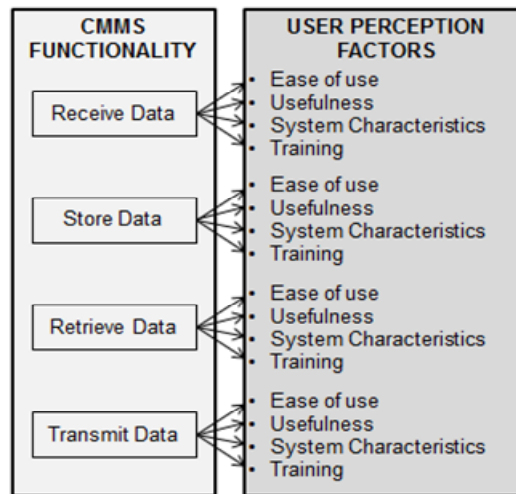 CMMS
FUNCTIONALITY
Receive Data
Store Data
Retrieve Data
Transmit Data
USER PERCEPTION
FACTORS
• Ease of use
• Usefulness
• System Characteristics
• Training
• Ease of use
• Usefulness
• System Characteristics
• Training
• Ease of use
• Usefulness
• System Characteristics
• Training
• Ease of use
• Usefulness
• System Characteristics
• Training